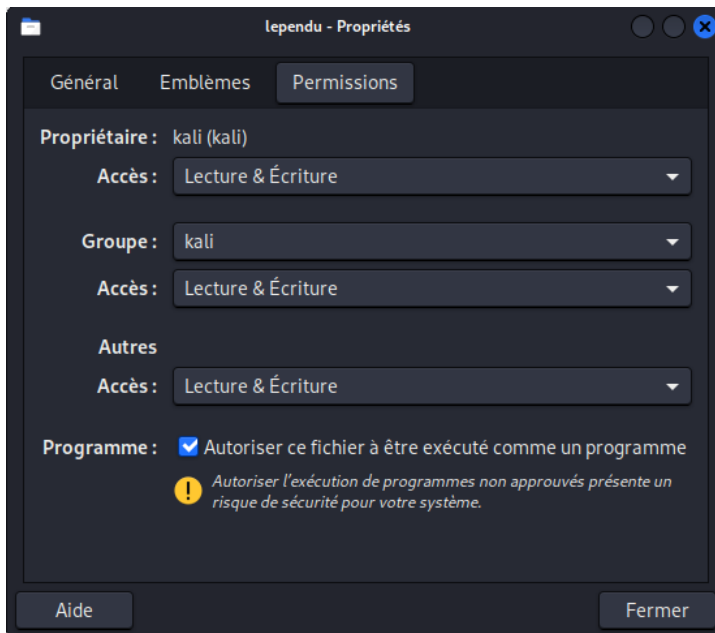 lependu - Propriétés
Général Emblèmes Permissions
Propriétaire : kali (kali)
Accès : Lecture & Écriture
Groupe : kali
Accès : Lecture & Écriture
Autres
Accès : Lecture & Écriture
Programme : Autoriser ce fichier à être exécuté comme un programme
Autoriser l'exécution de programmes non approuvés présente un
risque de sécurité pour votre système.
Aide Fermer